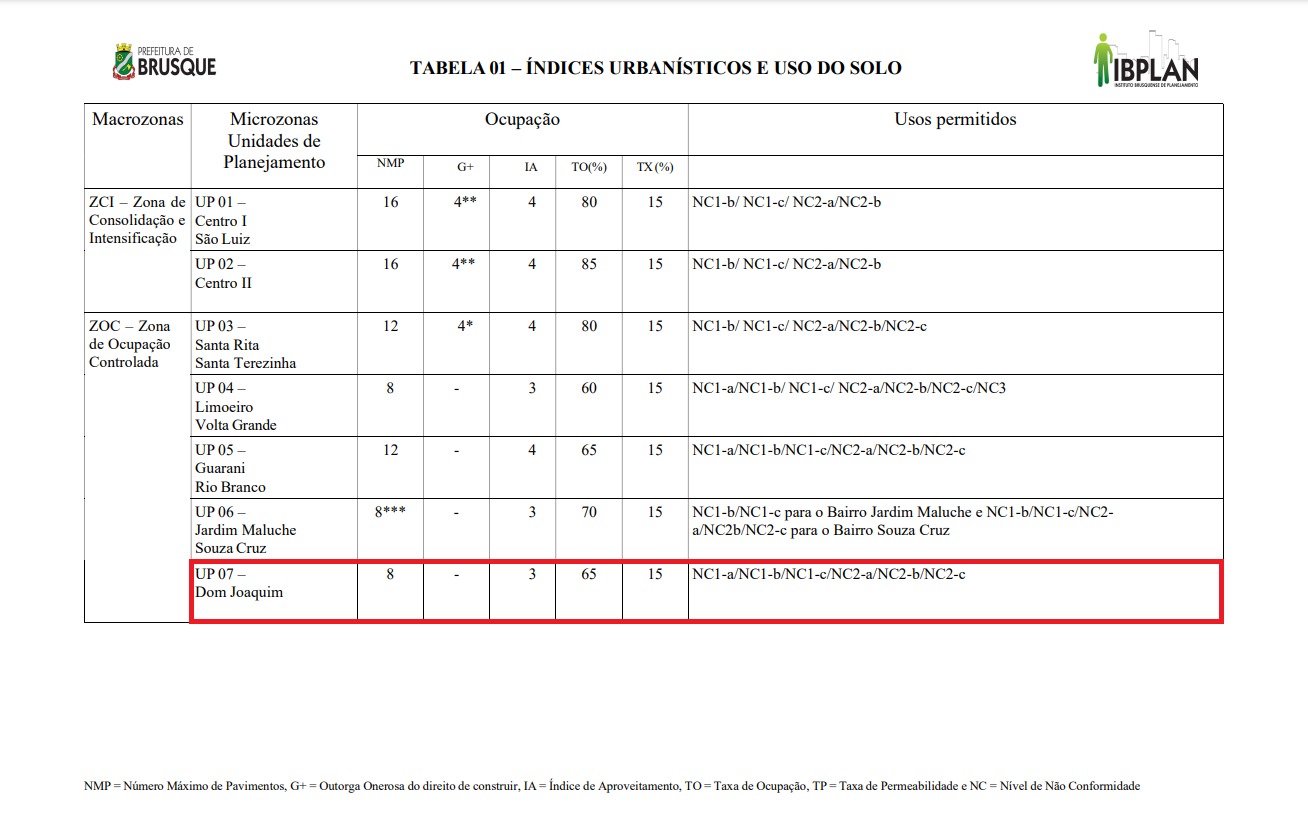 PREFEITURA DE
BRUSQUE
TABELA 01 – ÍNDICES URBANÍSTICOS E USO DO SOLO
IBPLAN
INSTITUTO BRUSQUENSE DE PLANEJAMENTO
Macrozonas
Microzonas
Unidades de
Planejamento
Ocupação
Usos permitidos
NMP G+ IA TO(%) TX (%)
ZCI – Zona de
Consolidação e
Intensificação
UP 01 –
Centro I
São Luiz
16 4** 4 80 15 NC1-b/ NC1-c/ NC2-a/NC2-b
UP 02 –
Centro II
16 4** 4 85 15 NC1-b/ NC1-c/ NC2-a/NC2-b
ZOC – Zona
de Ocupação
Controlada
UP 03 –
Santa Rita
Santa Terezinha
12 4* 4 80 15 NC1-b/ NC1-c/ NC2-a/NC2-b/NC2-c
UP 04 –
Limoeiro
Volta Grande
8 - 3 60 15 NC1-a/NC1-b/ NC1-c/ NC2-a/NC2-b/NC2-c/NC3
UP 05 –
Guarani
Rio Branco
12 - 4 65 15 NC1-a/NC1-b/NC1-c/NC2-a/NC2-b/NC2-c
UP 06 –
Jardim Maluche
Souza Cruz
8*** - 3 70 15 NC1-b/NC1-c para o Bairro Jardim Maluche e NC1-b/NC1-c/NC2-
a/NC2b/NC2-c para o Bairro Souza Cruz
UP 07 –
Dom Joaquim
8 - 3 65 15 NC1-a/NC1-b/NC1-c/NC2-a/NC2-b/NC2-c
NMP = Número Máximo de Pavimentos, G+ = Outorga Onerosa do direito de construir, IA = Índice de Aproveitamento, TO = Taxa de Ocupação, TP = Taxa de Permeabilidade e NC = Nível de Não Conformidade